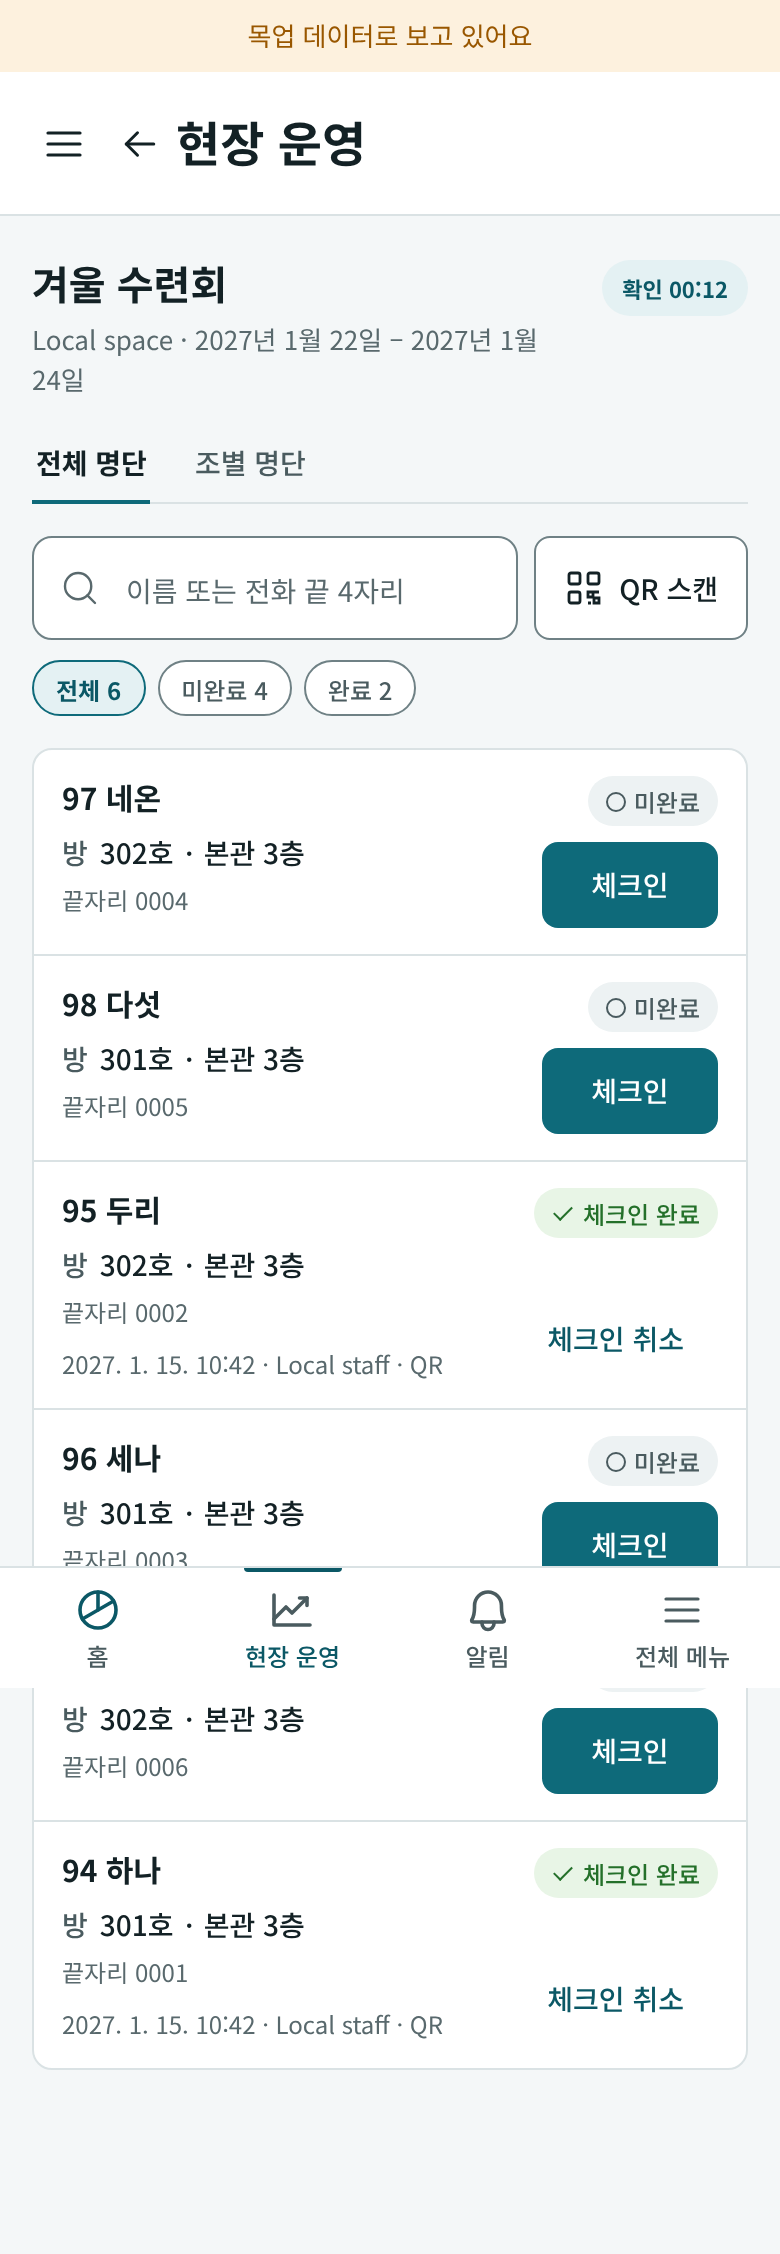 목업 데이터로 보고 있어요
현장 운영
겨울 수련회
확인 00:12
Local space · 2027년 1월 22일 – 2027년 1월
24일
전체 명단
조별 명단
이름 또는 전화 끝 4자리
QR 스캔
전체 6
미완료 4
완료 2
97 네온
미완료
방 302호 · 본관 3층
체크인
끝자리 0004
98 다섯
미완료
방 301호 · 본관 3층
체크인
끝자리 0005
95 두리
체크인 완료
방 302호 · 본관 3층
끝자리 0002
체크인 취소
2027. 1. 15. 10:42 · Local staff · QR
96 세나
미완료
방 301호 · 본관 3층
체크인
끝자리 0003
홈
현장 운영
알림
전체 메뉴
방 302호 · 본관 3층
체크인
끝자리 0006
94 하나
체크인 완료
방 301호 · 본관 3층
끝자리 0001
체크인 취소
2027. 1. 15. 10:42 · Local staff · QR